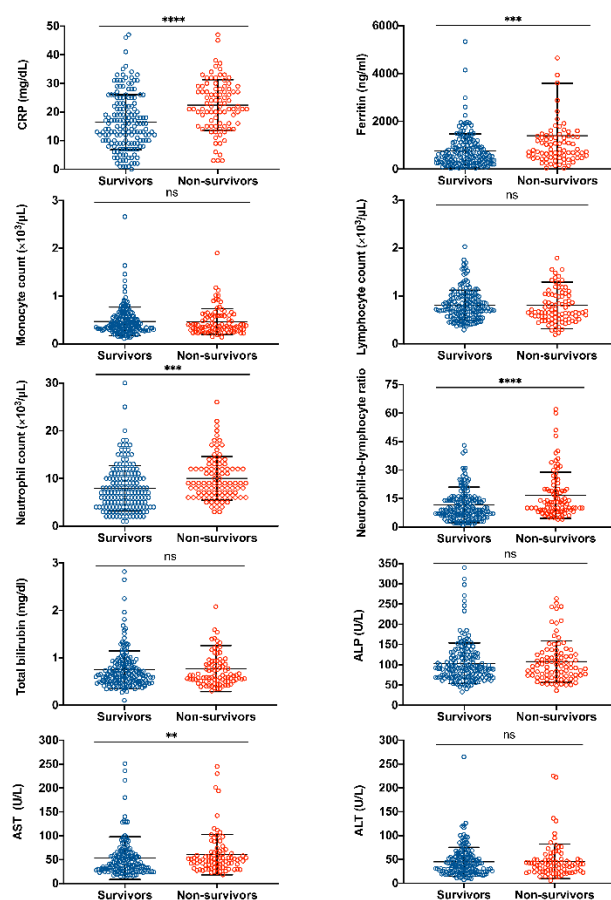 ****
CRP (mg/dL)
50
40
30
20
10
0
Survivors Non-survivors
***
Ferritin (ng/ml)
6000
4000
2000
0
Survivors Non-survivors
ns
Monocyte count (×10³/µL)
3
2
1
0
Survivors Non-survivors
ns
Lymphocyte count (×10³/µL)
3
2
1
0
Survivors Non-survivors
***
Neutrophil count (×10³/µL)
30
20
10
0
Survivors Non-survivors
****
Neutrophil-to-lymphocyte ratio
75
60
45
30
15
0
Survivors Non-survivors
ns
Total bilirubin (mg/dl)
3
2
1
0
Survivors Non-survivors
ns
ALP (U/L)
350
300
250
200
150
100
50
0
Survivors Non-survivors
**
AST (U/L)
300
250
200
150
100
50
0
Survivors Non-survivors
ns
ALT (U/L)
300
250
200
150
100
50
0
Survivors Non-survivors